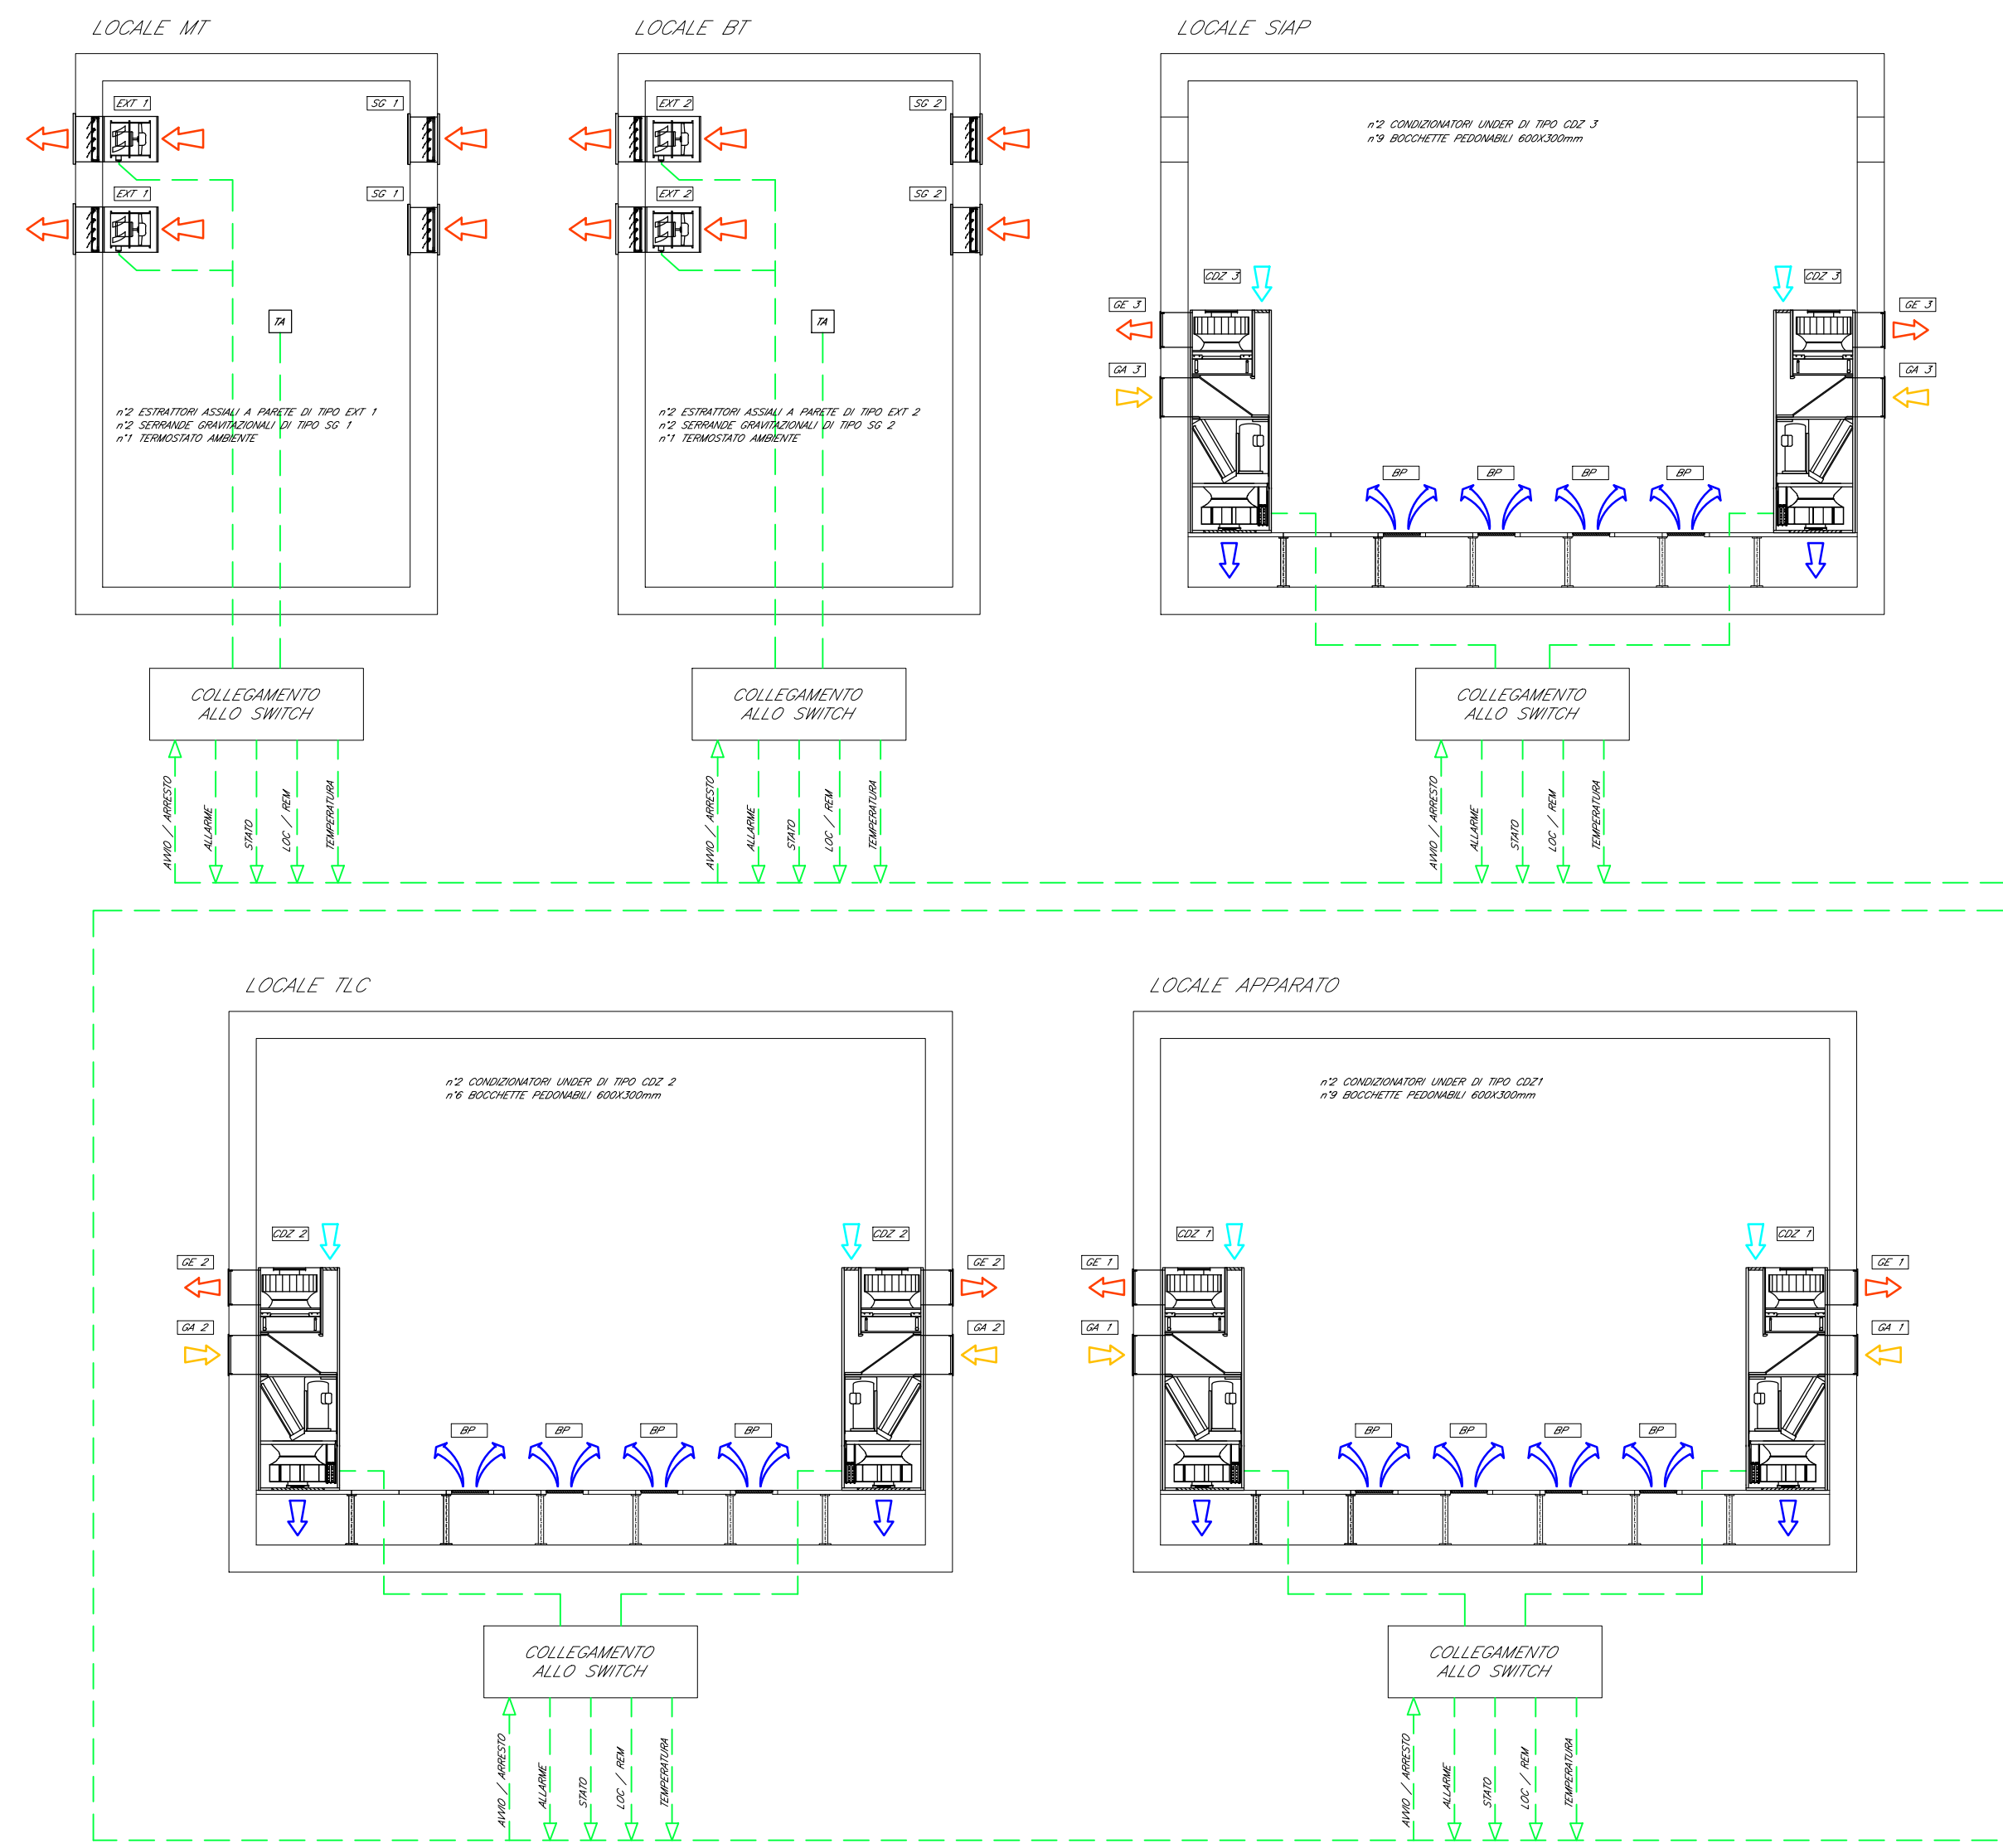 LOCALE MT
EXT 1
SG 1
EXT 1
SG 1
TA
n°2 ESTRATTORI ASSIALI A PARETE DI TIPO EXT 1
n°2 SERRANDE GRAVITAZIONALI DI TIPO SG 1
n°1 TERMOSTATO AMBIENTE
COLLEGAMENTO
ALLO SWITCH
AVVIO / ARRESTO
ALLARME
STATO
LOC / REM
TEMPERATURA
LOCALE BT
EXT 2
SG 2
EXT 2
SG 2
TA
n°2 ESTRATTORI ASSIALI A PARETE DI TIPO EXT 2
n°2 SERRANDE GRAVITAZIONALI DI TIPO SG 2
n°1 TERMOSTATO AMBIENTE
COLLEGAMENTO
ALLO SWITCH
AVVIO / ARRESTO
ALLARME
STATO
LOC / REM
TEMPERATURA
LOCALE SIAP
n°2 CONDIZIONATORI UNDER DI TIPO CDZ 3
n°9 BOCCHETTE PEDONABILI 600X300mm
CDZ 3
CDZ 3
GE 3
GE 3
GA 3
GA 3
BP
BP
BP
BP
COLLEGAMENTO
ALLO SWITCH
AVVIO / ARRESTO
ALLARME
STATO
LOC / REM
TEMPERATURA
LOCALE TLC
n°2 CONDIZIONATORI UNDER DI TIPO CDZ 2
n°6 BOCCHETTE PEDONABILI 600X300mm
CDZ 2
CDZ 2
GE 2
GE 2
GA 2
GA 2
BP
BP
BP
BP
COLLEGAMENTO
ALLO SWITCH
AVVIO / ARRESTO
ALLARME
STATO
LOC / REM
TEMPERATURA
LOCALE APPARATO
n°2 CONDIZIONATORI UNDER DI TIPO CDZ1
n°9 BOCCHETTE PEDONABILI 600X300mm
CDZ 1
CDZ 1
GE 1
GE 1
GA 1
GA 1
BP
BP
BP
BP
COLLEGAMENTO
ALLO SWITCH
AVVIO / ARRESTO
ALLARME
STATO
LOC / REM
TEMPERATURA